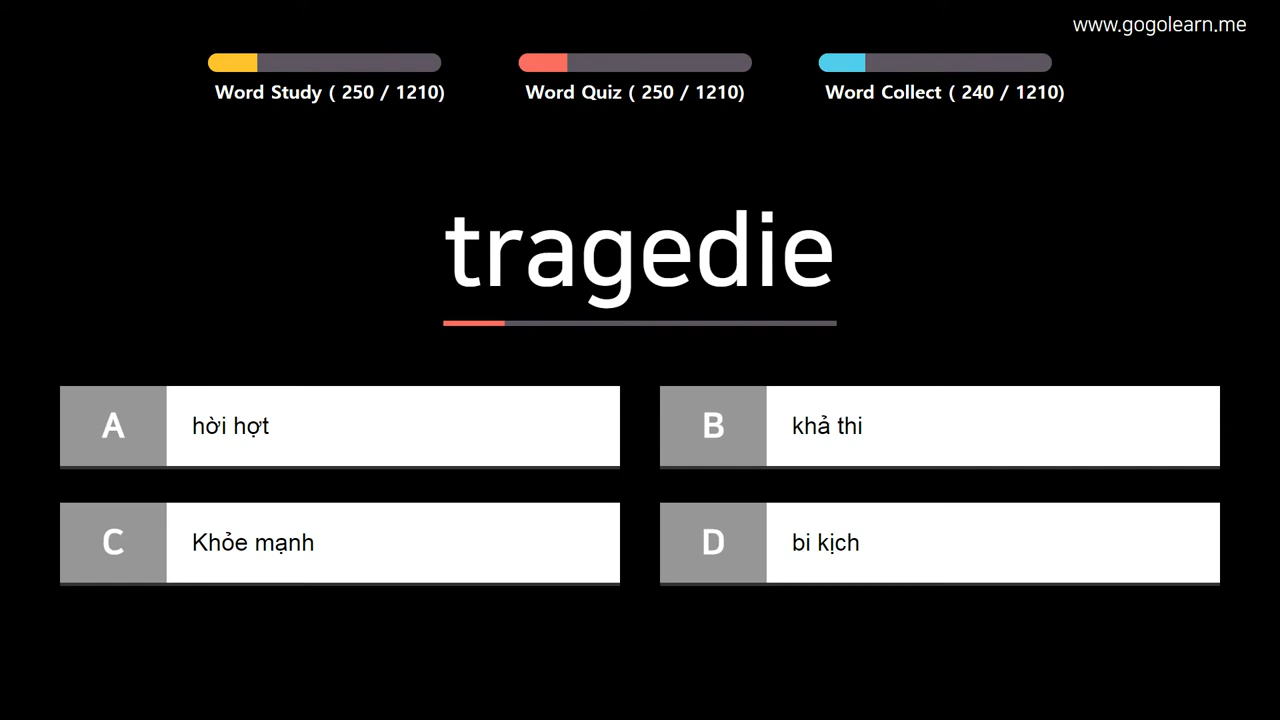 www.gogolearn.me
Word Study ( 250 / 1210)
Word Quiz ( 250 / 1210)
Word Collect ( 240 / 1210)
tragedie
A
hời hợt
B
khả thi
C
Khỏe mạnh
D
bi kịch